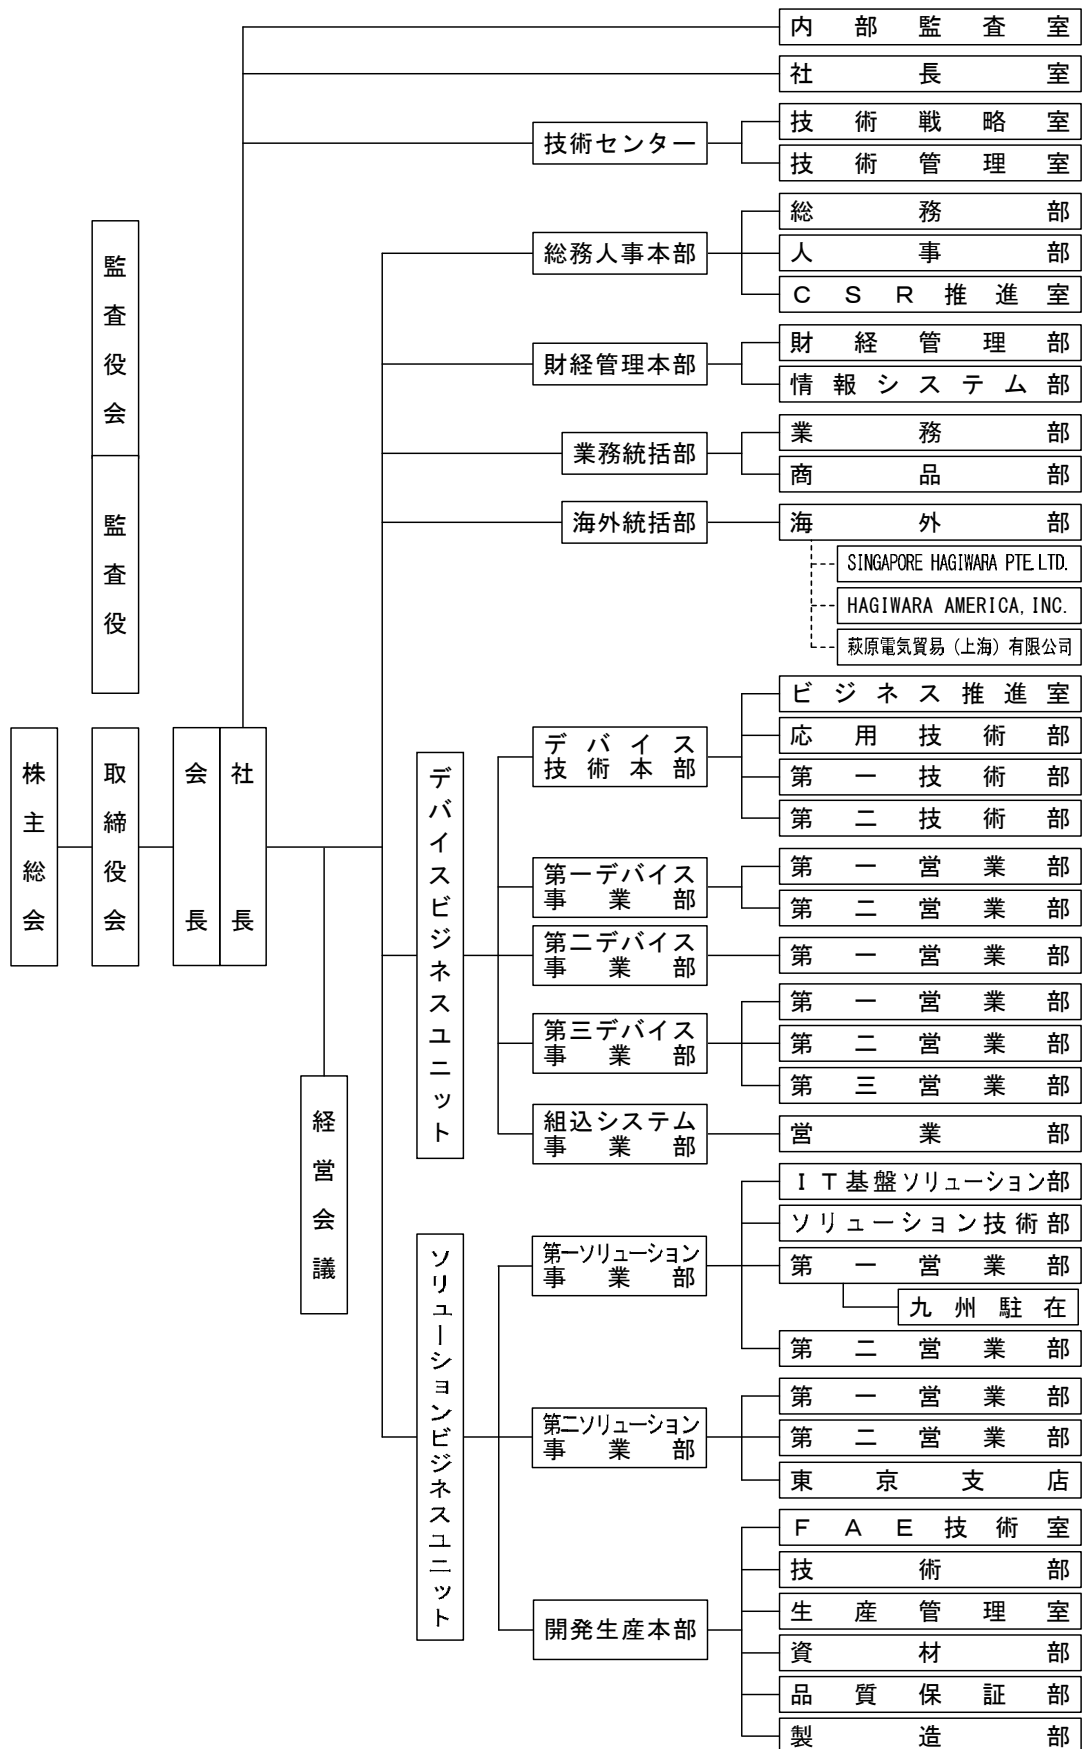 内部監査室
社長室
技術センター
技術戦略室
技術管理室
総務人事本部
総務部
人事部
CSR推進室
財経管理本部
財経管理部
情報システム部
業務統括部
業務部
商品部
海外統括部
海外部
SINGAPORE HAGIWARA PTE.LTD.
HAGIWARA AMERICA, INC.
萩原電気貿易（上海）有限公司
監査役会
監査役
株主総会
取締役会
会長
社長
経営会議
デバイスビジネスユニット
デバイス
技術本部
ビジネス推進室
応用技術部
第一技術部
第二技術部
第一デバイス
事業部
第一営業部
第二営業部
第二デバイス
事業部
第一営業部
第三デバイス
事業部
第一営業部
第二営業部
第三営業部
組込システム
事業部
営業部
ソリューションビジネスユニット
第一ソリューション
事業部
IT基盤ソリューション部
ソリューション技術部
第一営業部
九州駐在
第二営業部
第二ソリューション
事業部
第一営業部
第二営業部
東京支店
開発生産本部
FAE技術室
技術部
生産管理室
資材部
品質保証部
製造部